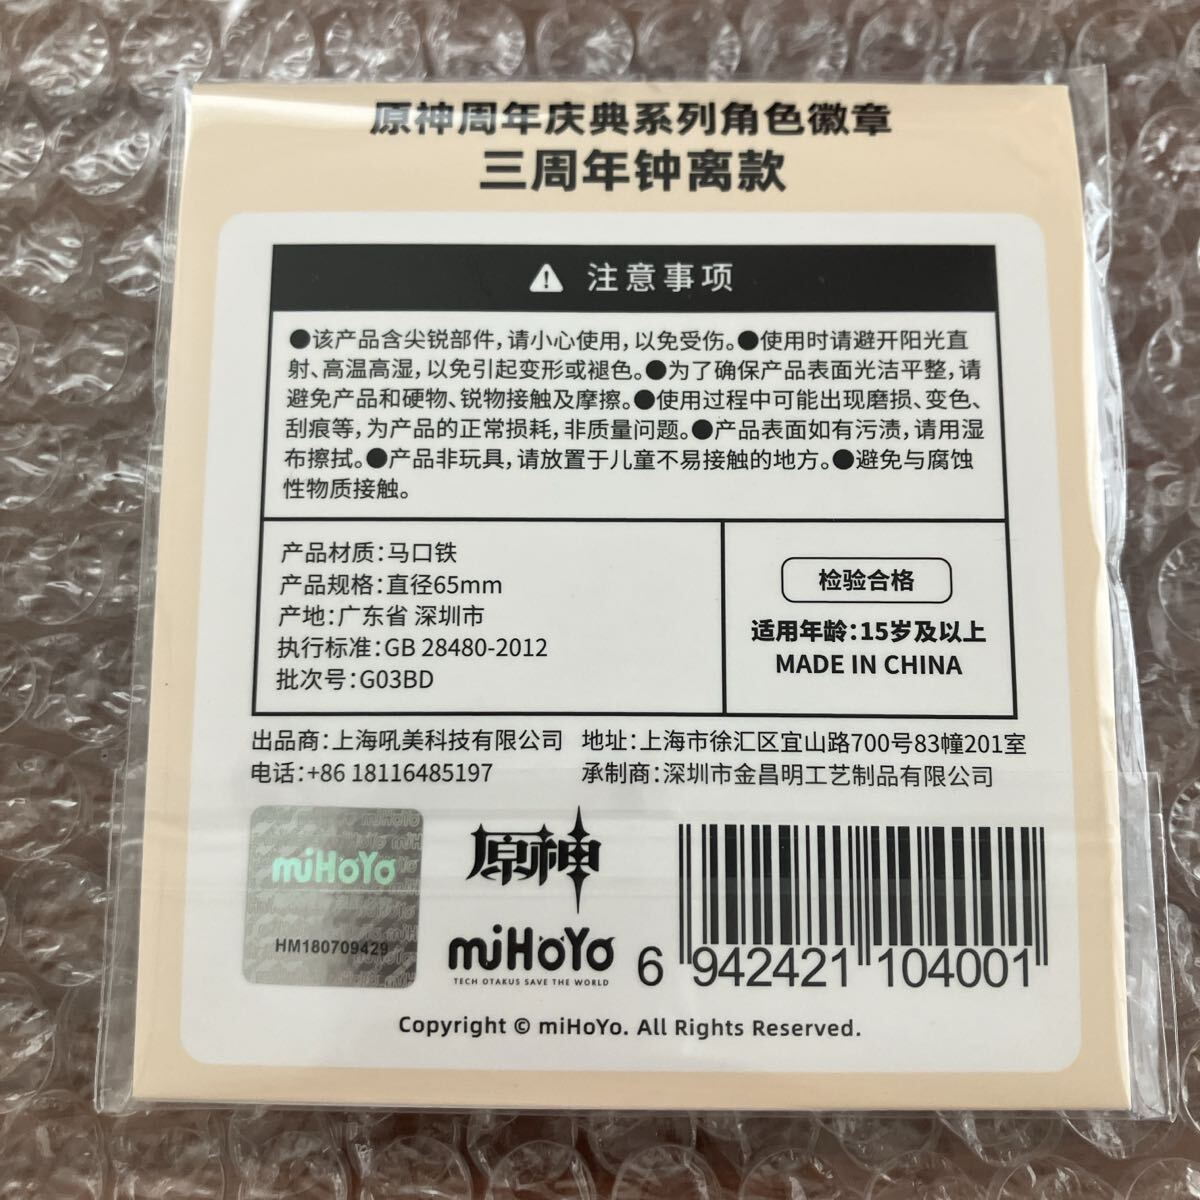 原神周年庆典系列角色徽章
三周年钟离款
注意事项
●该产品含尖锐部件,请小心使用,以免受伤。●使用时请避开阳光直
射、高温高湿,以免引起变形或褪色。●为了确保产品表面光洁平整,请
避免产品和硬物、锐物接触及摩擦。●使用过程中可能出现磨损、变色、
刮痕等,为产品的正常损耗,非质量问题。●产品表面如有污渍,请用湿
布擦拭。●产品非玩具,请放置于儿童不易接触的地方。●避免与腐蚀
性物质接触。
产品材质:马口铁
产品规格:直径65mm
产地:广东省 深圳市
执行标准:GB 28480-2012
批次号:G03BD
检验合格
适用年龄:15岁及以上
MADE IN CHINA
出品商:上海吼美科技有限公司 地址:上海市徐汇区宜山路700号83幢201室
电话:+86 18116485197 承制商:深圳市金昌明工艺制品有限公司
miHoYo
HM180709429
原神
miHoYo
TECH OTAKUS SAVE THE WORLD
6 942421 104001
Copyright © miHoYo. All Rights Reserved.